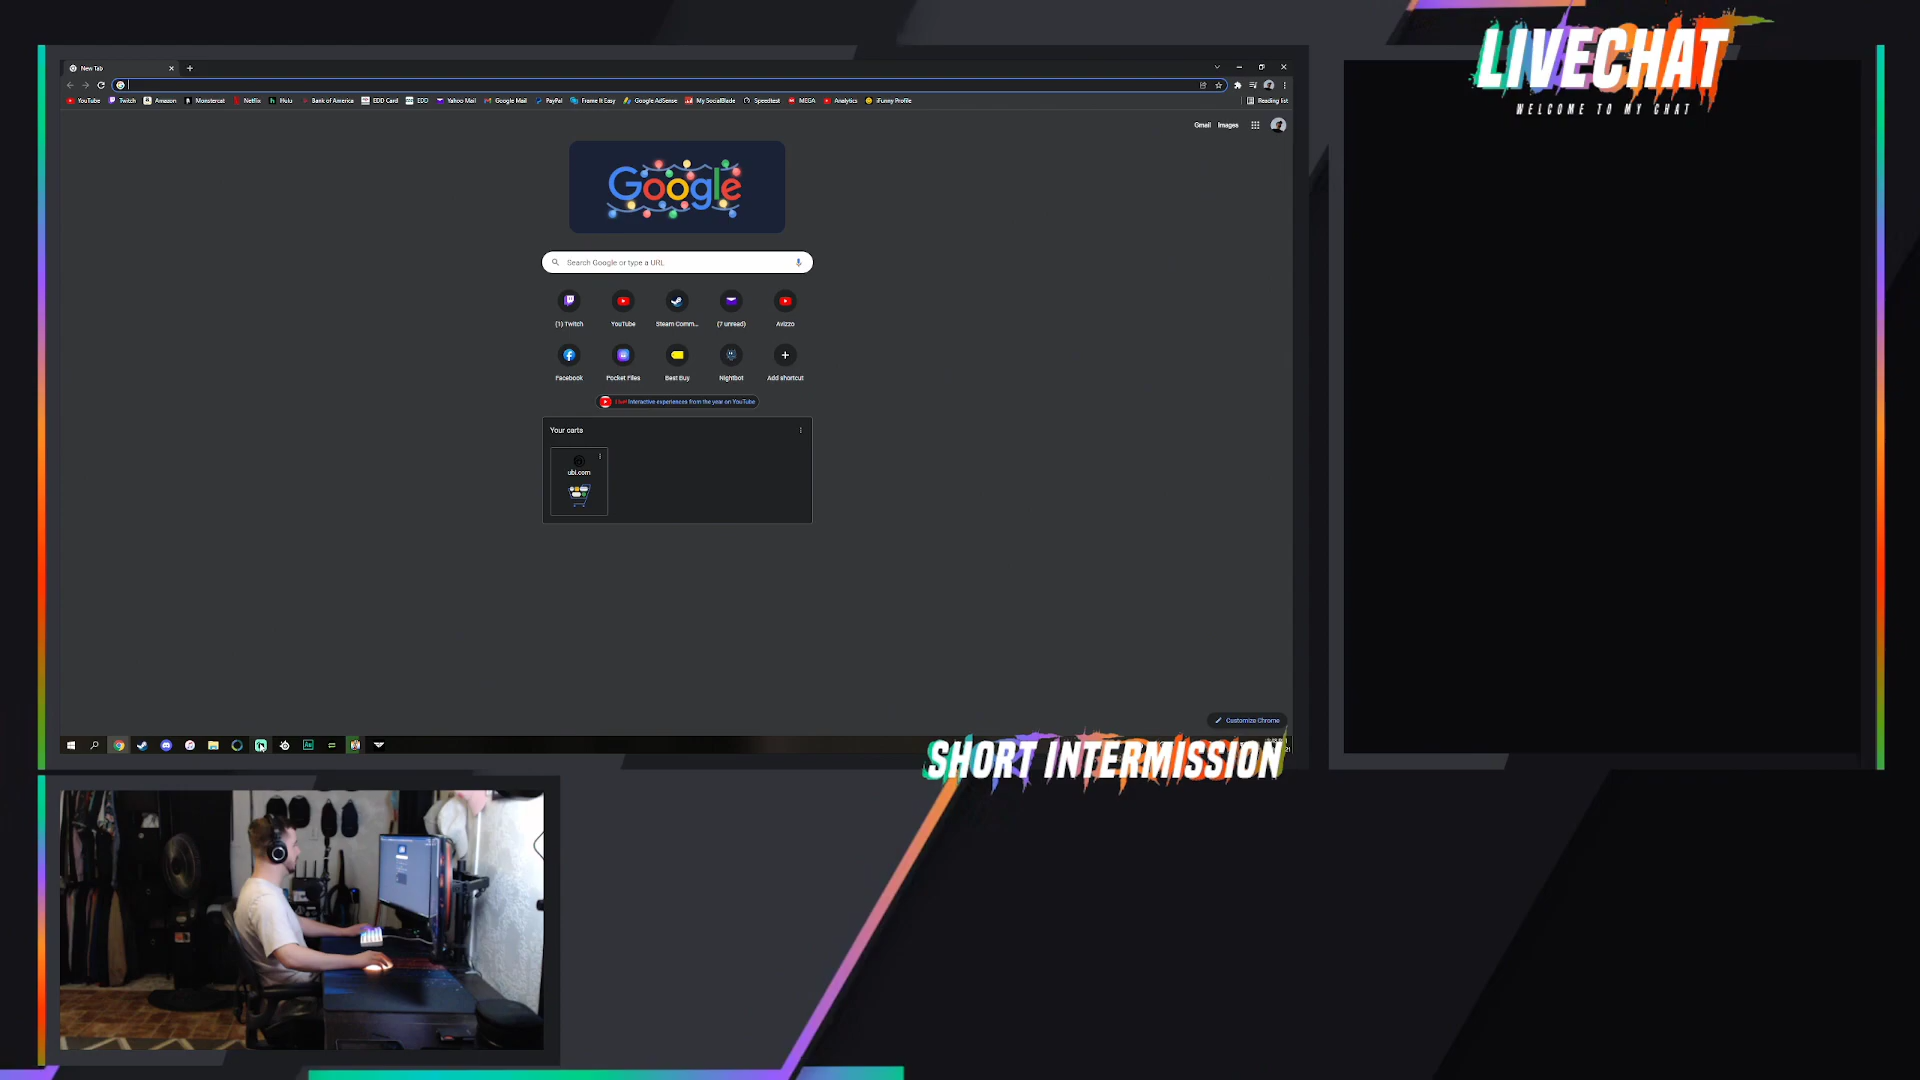 LIVECHAT
WELCOME TO MY CHAT
New Tab
YouTube Twitch Amazon Monstercat Netflix Hulu Bank of America EDD Card EDD Yahoo Mail Google Mail PayPal Frame It Easy Google AdSense My SocialBlade Speedtest MEGA Analytics iFunny Profile Reading list
Gmail Images
Google
Search Google or type a URL
(1) Twitch YouTube Steam Comm... (7 unread) Avizzo
Facebook Pocket Files Best Buy Nightbot Add shortcut
Interactive experiences from the year on YouTube
Your carts
ubi.com
Customize Chrome
SHORT INTERMISSION